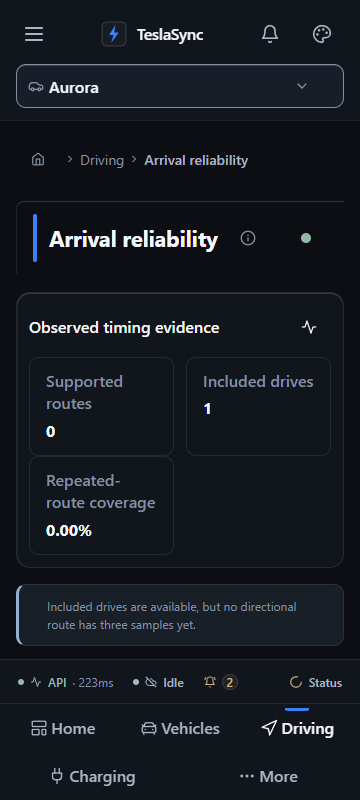 TeslaSync
Aurora
Driving
Arrival reliability
Arrival reliability
Observed timing evidence
Supported
routes
0
Included drives
1
Repeated-
route coverage
0.00%
Included drives are available, but no directional
route has three samples yet.
API · 223ms
Idle
2
Status
Home
Vehicles
Driving
Charging
More